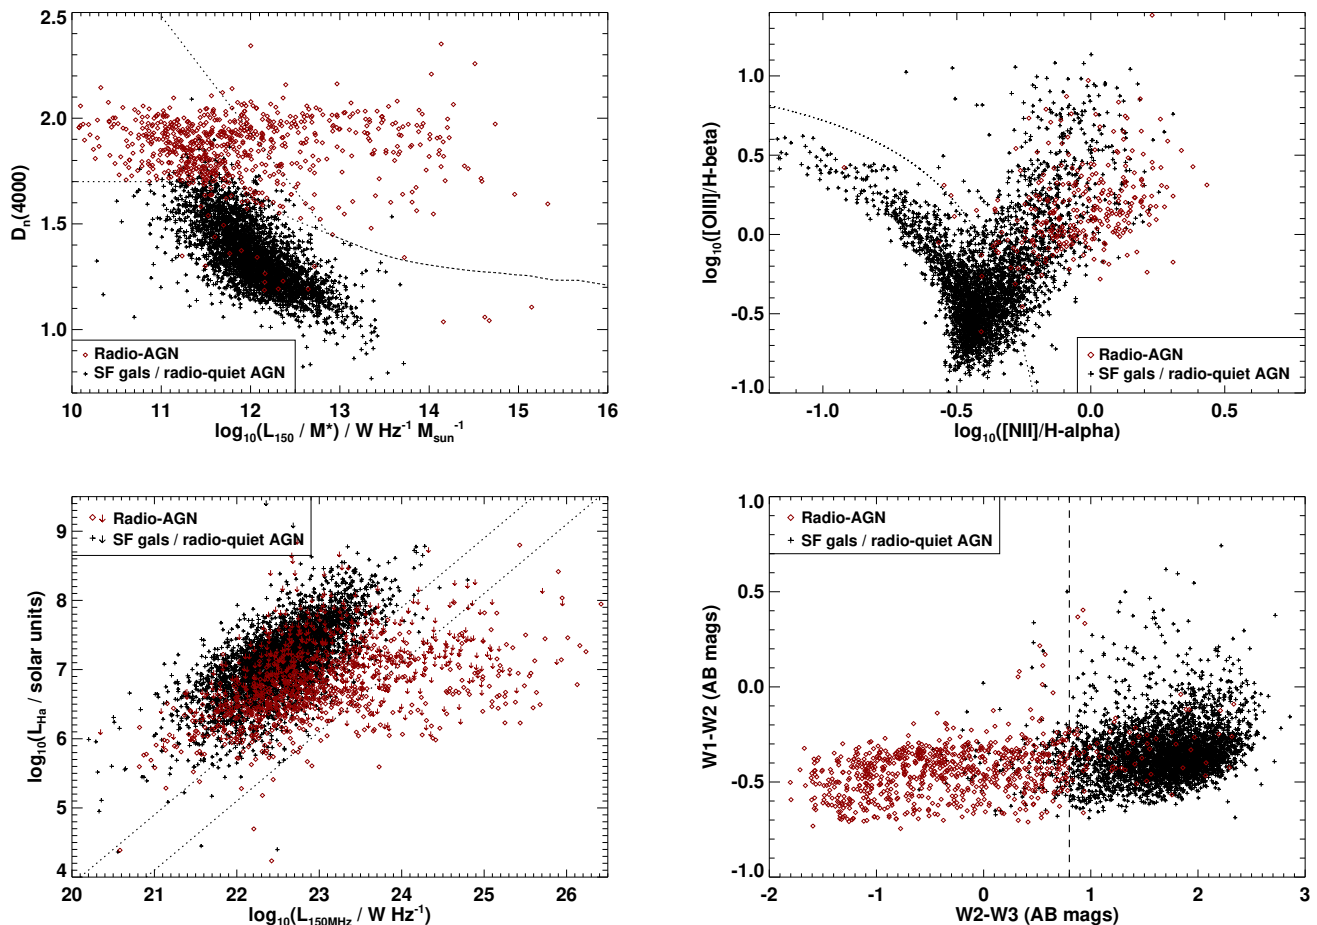 2.5
2.0
1.5
1.0
D_n(4000)
Radio-AGN
SF gals / radio-quiet AGN
10 11 12 13 14 15 16
log₁₀(L₁₅₀ / M*) / W Hz⁻¹ M_sun⁻¹
1.0
0.5
0.0
-0.5
-1.0
log₁₀([OIII]/H-beta)
Radio-AGN
SF gals / radio-quiet AGN
-1.0 -0.5 0.0 0.5
log₁₀([NII]/H-alpha)
9
8
7
6
5
4
log₁₀(L_Ha / solar units)
Radio-AGN
SF gals / radio-quiet AGN
20 21 22 23 24 25 26
log₁₀(L_150MHz / W Hz⁻¹)
1.0
0.5
0.0
-0.5
-1.0
W1-W2 (AB mags)
Radio-AGN
SF gals / radio-quiet AGN
-2 -1 0 1 2 3
W2-W3 (AB mags)